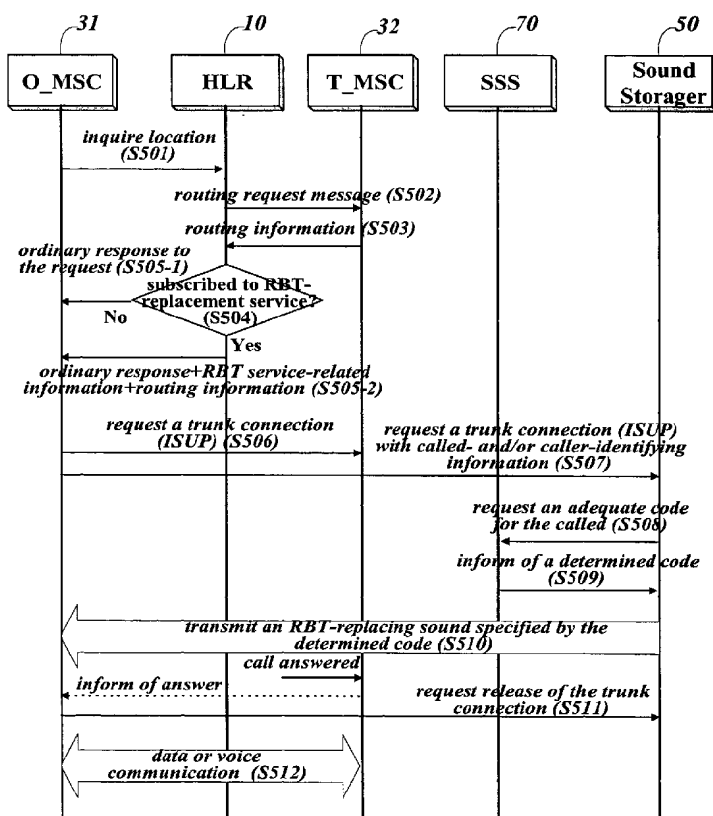 31
10
32
70
50
O_MSC
HLR
T_MSC
SSS
Sound
Storager
inquire location
(S501)
routing request message (S502)
routing information (S503)
ordinary response to
the request (S505-1)
subscribed to RBT-
replacement service?
(S504)
No
Yes
ordinary response+RBT service-related
information+routing information (S505-2)
request a trunk connection
(ISUP) (S506)
request a trunk connection (ISUP)
with called- and/or caller-identifying
information (S507)
request an adequate code
for the called (S508)
inform of a determined code
(S509)
transmit an RBT-replacing sound specified by the
determined code (S510)
call answered
inform of answer
request release of the trunk
connection (S511)
data or voice
communication (S512)